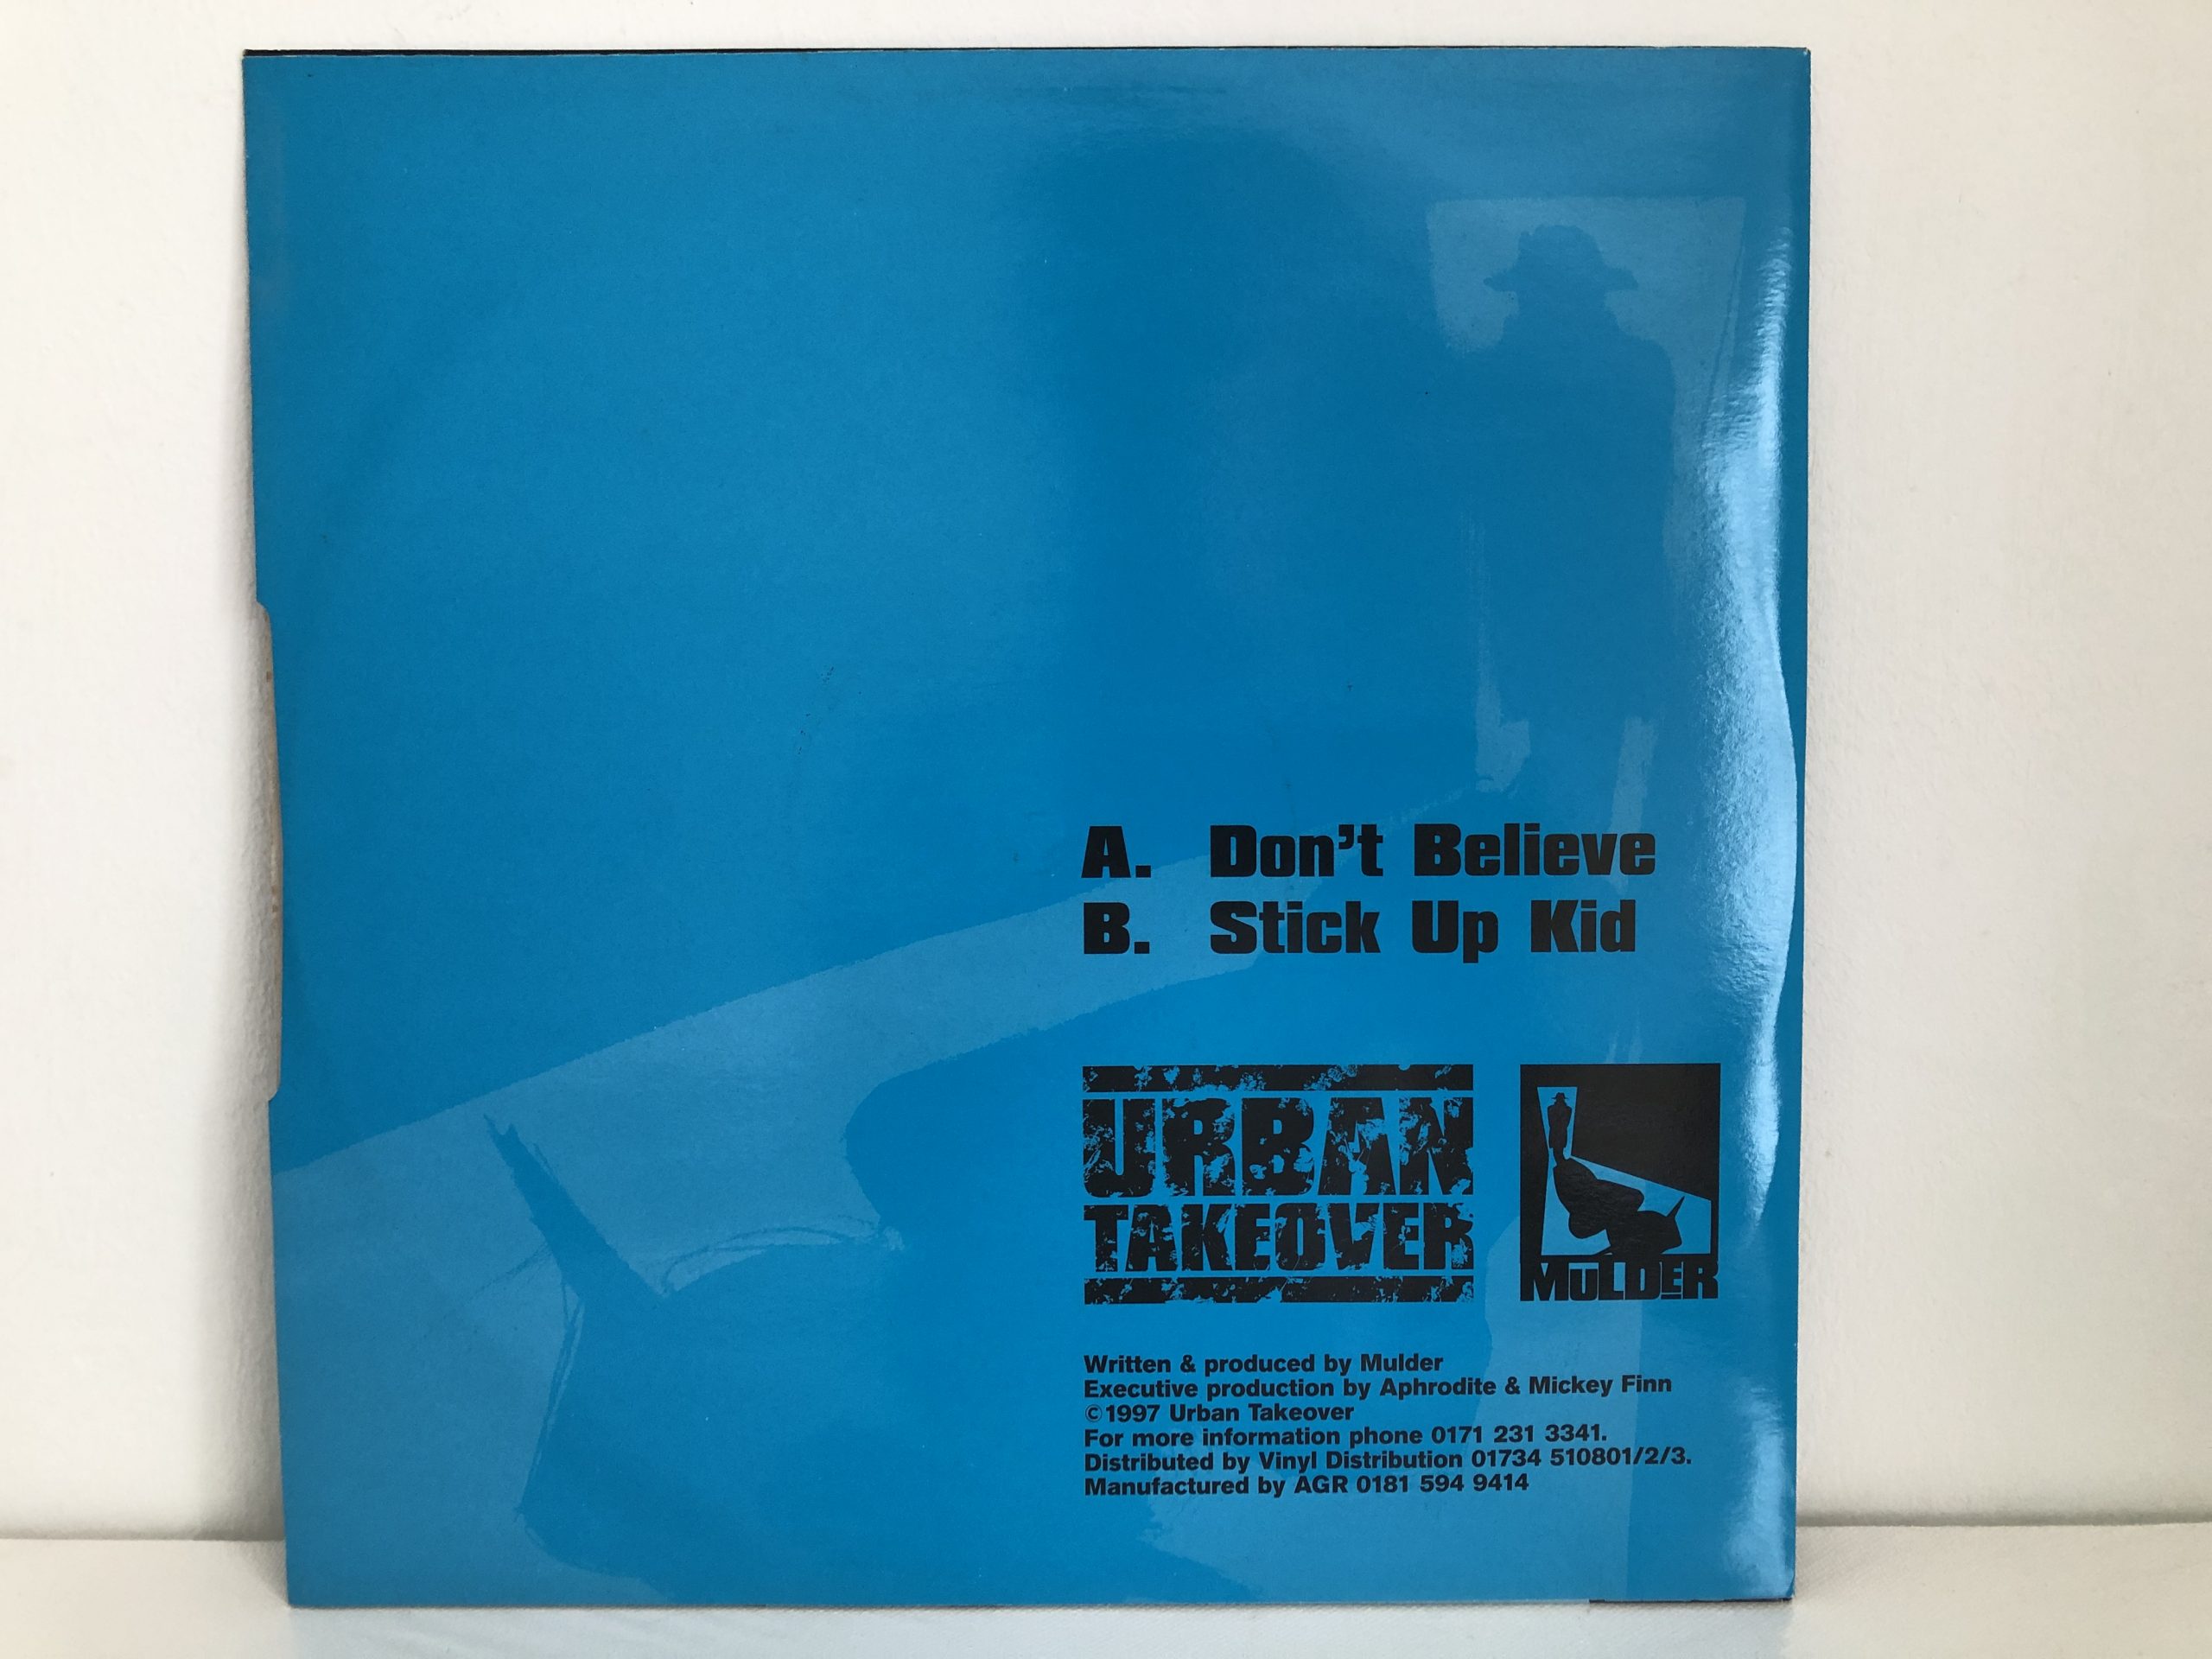 A. Don't Believe
B. Stick Up Kid
URBAN
TAKEOVER
MULDER
Written & produced by Mulder
Executive production by Aphrodite & Mickey Finn
©1997 Urban Takeover
For more information phone 0171 231 3341.
Distributed by Vinyl Distribution 01734 510801/2/3.
Manufactured by AGR 0181 594 9414